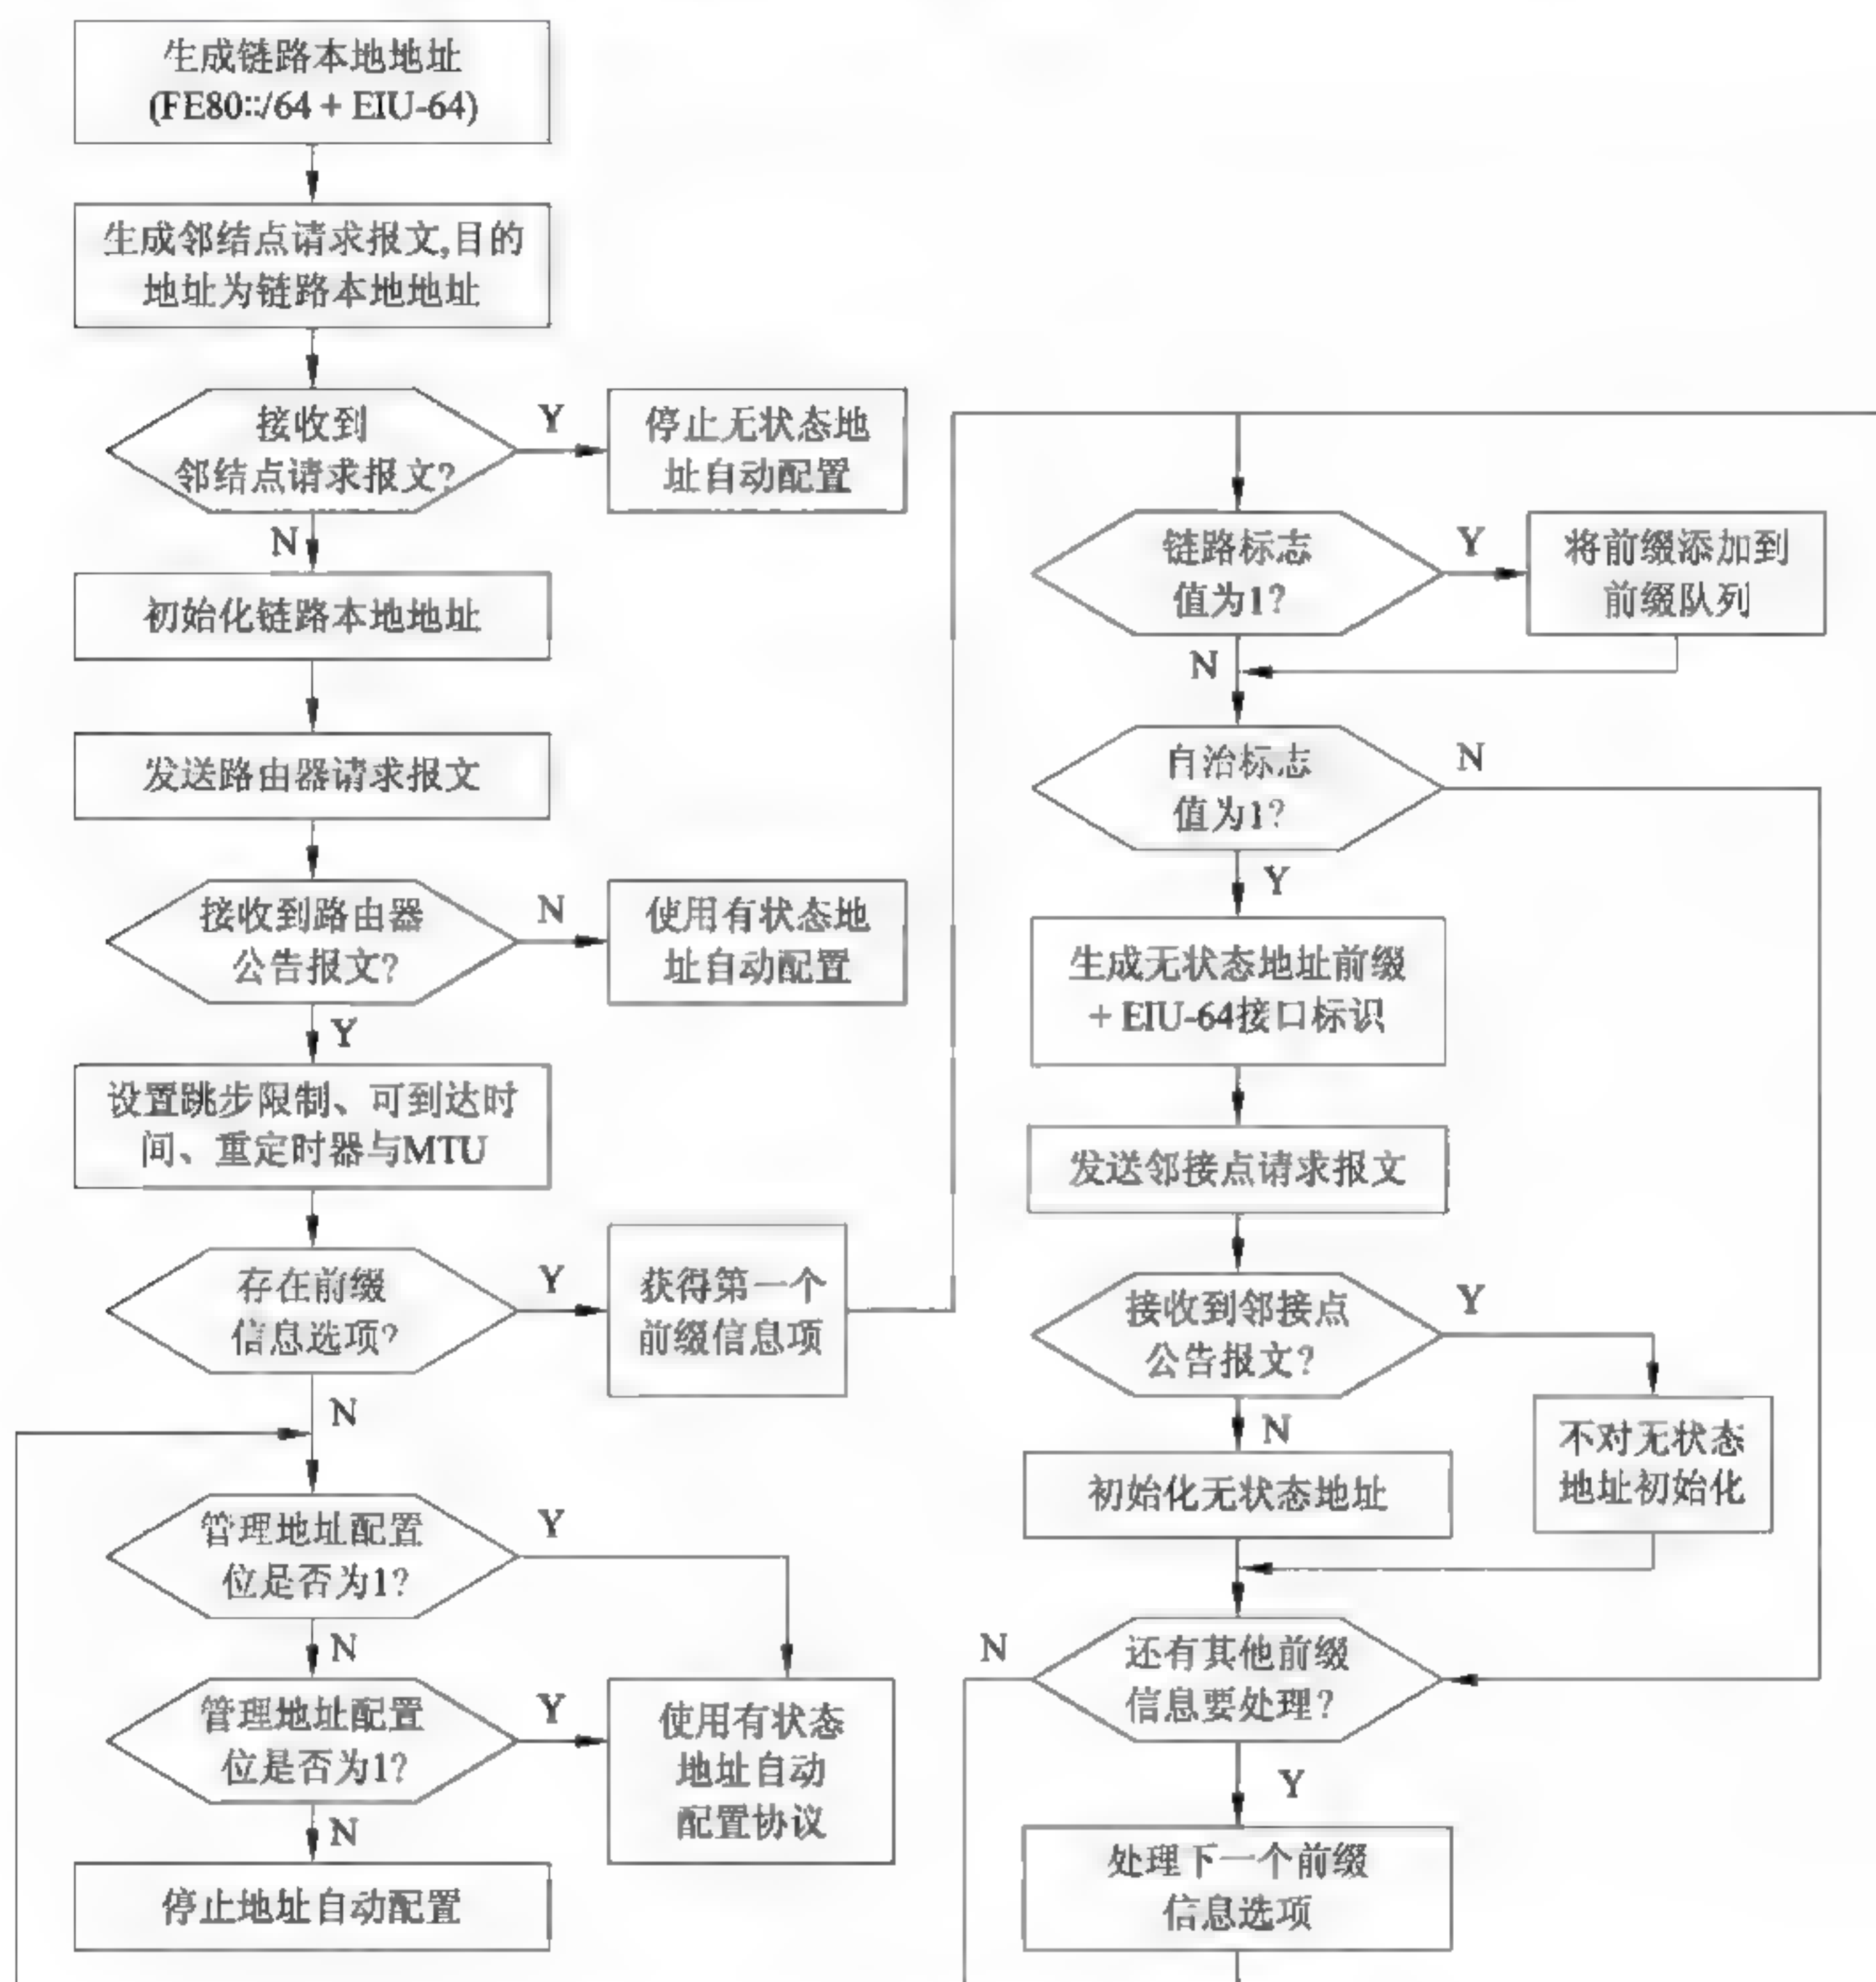 生成链路本地地址
(FE80::/64 + EIU-64)
生成邻结点请求报文,目的
地址为链路本地地址
接收到
邻结点请求报文?
Y
停止无状态地
址自动配置
N
初始化链路本地地址
发送路由器请求报文
接收到路由器
公告报文?
N
使用有状态地
址自动配置
Y
设置跳步限制、可到达时
间、重定时器与MTU
存在前缀
信息选项?
Y
获得第一个
前缀信息项
N
管理地址配置
位是否为1?
Y
N
管理地址配置
位是否为1?
Y
使用有状态
地址自动
配置协议
N
停止地址自动配置
链路标志
值为1?
Y
将前缀添加到
前缀队列
N
自治标志
值为1?
N
Y
生成无状态地址前缀
+ EIU-64接口标识
发送邻接点请求报文
接收到邻接点
公告报文?
Y
N
不对无状态
地址初始化
初始化无状态地址
还有其他前缀
信息要处理?
N
Y
处理下一个前缀
信息选项